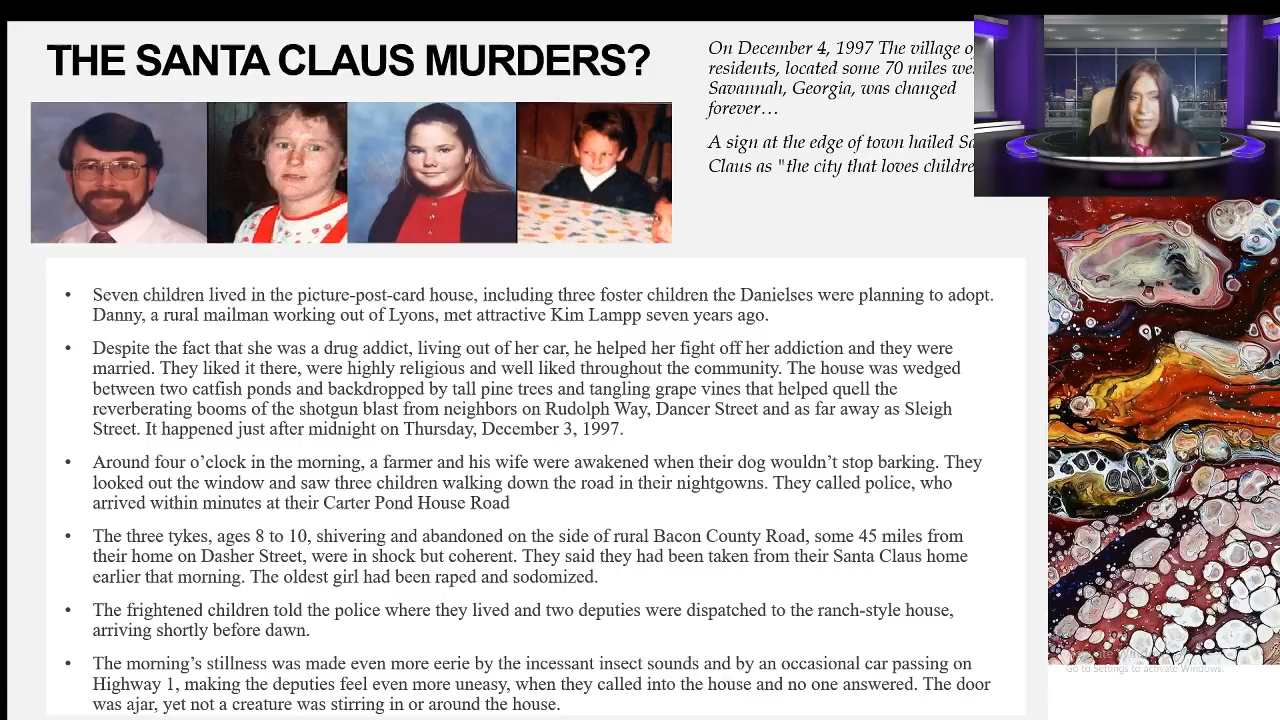 THE SANTA CLAUS MURDERS?
On December 4, 1997 The village o
residents, located some 70 miles we
Savannah, Georgia, was changed
forever…
A sign at the edge of town hailed Sa
Claus as "the city that loves childre
• Seven children lived in the picture-post-card house, including three foster children the Danielses were planning to adopt.
Danny, a rural mailman working out of Lyons, met attractive Kim Lampp seven years ago.
• Despite the fact that she was a drug addict, living out of her car, he helped her fight off her addiction and they were
married. They liked it there, were highly religious and well liked throughout the community. The house was wedged
between two catfish ponds and backdropped by tall pine trees and tangling grape vines that helped quell the
reverberating booms of the shotgun blast from neighbors on Rudolph Way, Dancer Street and as far away as Sleigh
Street. It happened just after midnight on Thursday, December 3, 1997.
• Around four o’clock in the morning, a farmer and his wife were awakened when their dog wouldn’t stop barking. They
looked out the window and saw three children walking down the road in their nightgowns. They called police, who
arrived within minutes at their Carter Pond House Road
• The three tykes, ages 8 to 10, shivering and abandoned on the side of rural Bacon County Road, some 45 miles from
their home on Dasher Street, were in shock but coherent. They said they had been taken from their Santa Claus home
earlier that morning. The oldest girl had been raped and sodomized.
• The frightened children told the police where they lived and two deputies were dispatched to the ranch-style house,
arriving shortly before dawn.
• The morning’s stillness was made even more eerie by the incessant insect sounds and by an occasional car passing on
Highway 1, making the deputies feel even more uneasy, when they called into the house and no one answered. The door
was ajar, yet not a creature was stirring in or around the house.
Go to Settings to activate Windows.